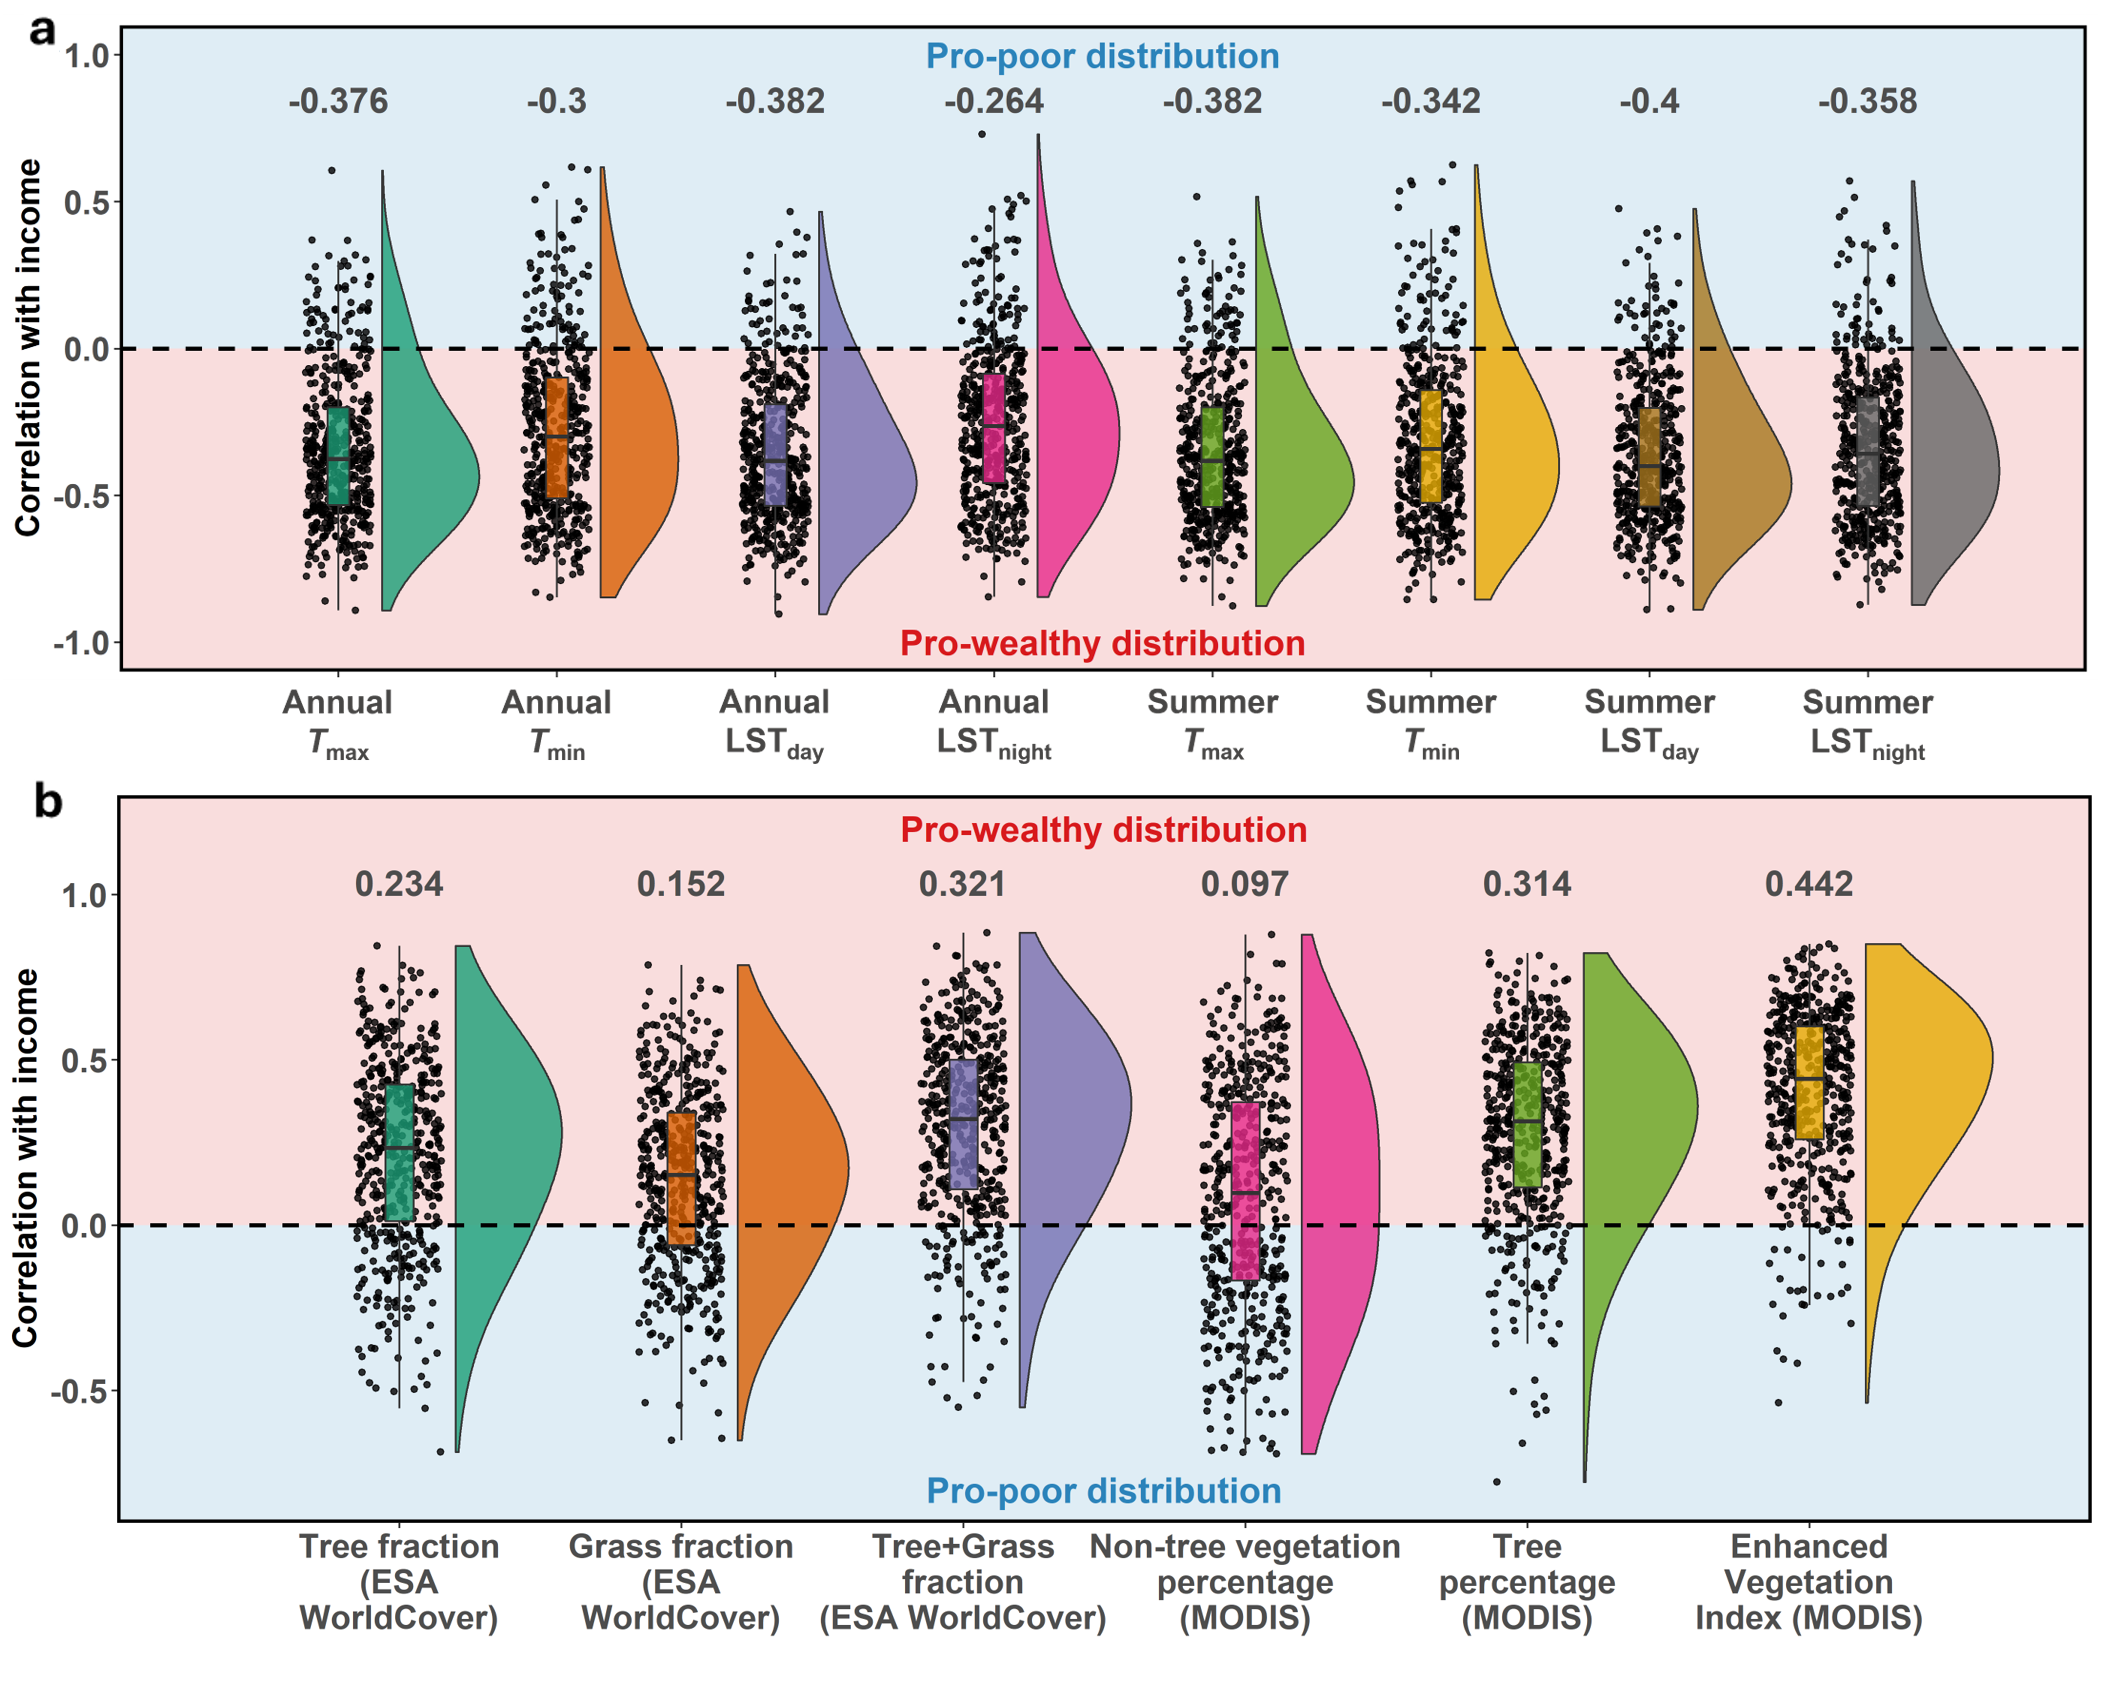 a
Pro-poor distribution
1.0
-0.376 -0.3 -0.382 -0.264 -0.382 -0.342 -0.4 -0.358
0.5
0.0
-0.5
-1.0
Correlation with income
Pro-wealthy distribution
Annual Annual Annual Annual Summer Summer Summer Summer
Tmax Tmin LSTday LSTnight Tmax Tmin LSTday LSTnight
b
Pro-wealthy distribution
0.234 0.152 0.321 0.097 0.314 0.442
1.0
0.5
0.0
-0.5
Correlation with income
Pro-poor distribution
Tree fraction Grass fraction Tree+Grass Non-tree vegetation Tree Enhanced
(ESA (ESA fraction percentage percentage Vegetation
WorldCover) WorldCover) (ESA WorldCover) (MODIS) (MODIS) Index (MODIS)